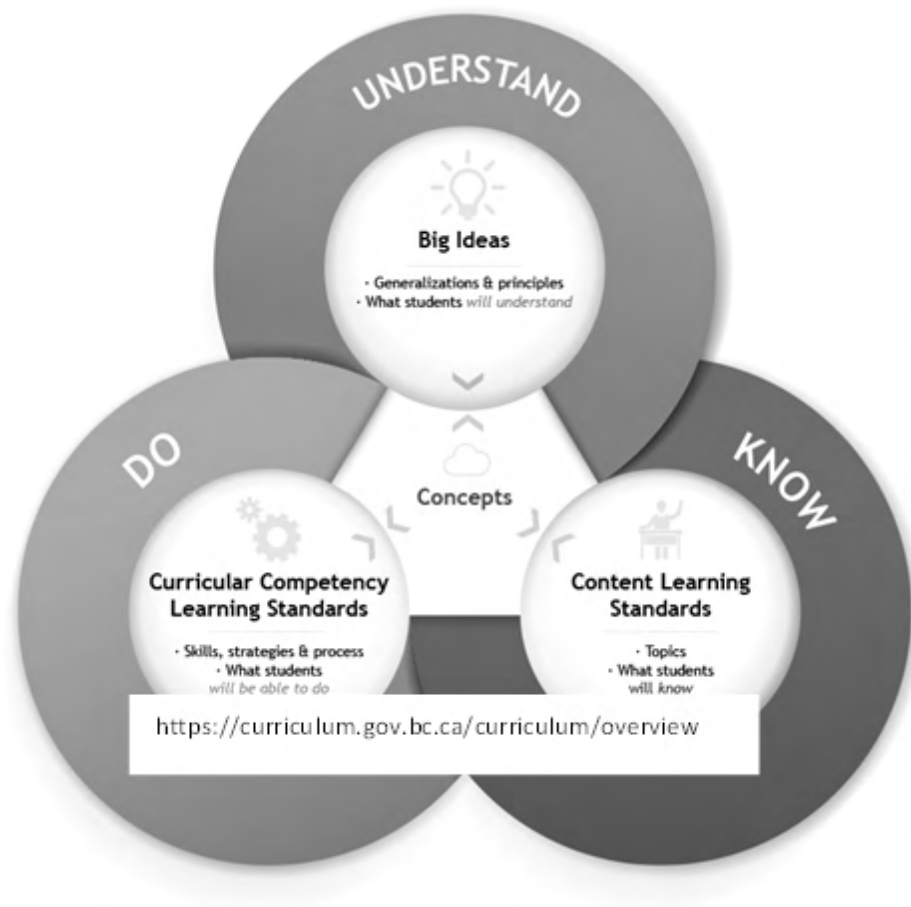 UNDERSTAND
Big Ideas
· Generalizations & principles
· What students will understand
DO
KNOW
Concepts
Curricular Competency
Learning Standards
· Skills, strategies & process
· What students
will be able to do
Content Learning
Standards
· Topics
· What students
will know
https://curriculum.gov.bc.ca/curriculum/overview